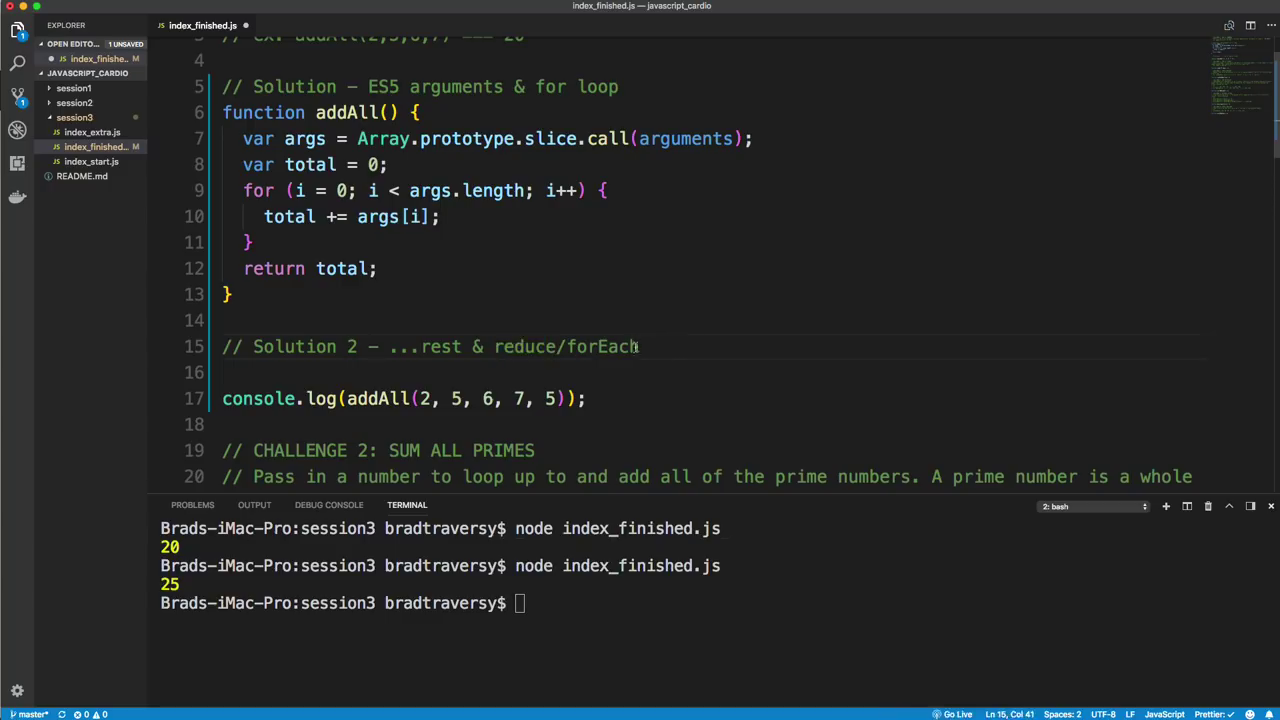 index_finished.js — javascript_cardio
EXPLORER
index_finished.js
OPEN EDITO... 1 UNSAVED
index_finishe... M
JAVASCRIPT_CARDIO
session1
session2
session3
index_extra.js
index_finished... M
index_start.js
README.md
4
5 // Solution – ES5 arguments & for loop
6 function addAll() {
7 var args = Array.prototype.slice.call(arguments);
8 var total = 0;
9 for (i = 0; i < args.length; i++) {
10 total += args[i];
11 }
12 return total;
13 }
14
15 // Solution 2 – ...rest & reduce/forEach
16
17 console.log(addAll(2, 5, 6, 7, 5));
18
19 // CHALLENGE 2: SUM ALL PRIMES
20 // Pass in a number to loop up to and add all of the prime numbers. A prime number is a whole
PROBLEMS OUTPUT DEBUG CONSOLE TERMINAL 2: bash
Brads-iMac-Pro:session3 bradtraversy$ node index_finished.js
20
Brads-iMac-Pro:session3 bradtraversy$ node index_finished.js
25
Brads-iMac-Pro:session3 bradtraversy$
master* 0 0 Go Live Ln 15, Col 41 Spaces: 2 UTF-8 LF JavaScript Prettier: ✓